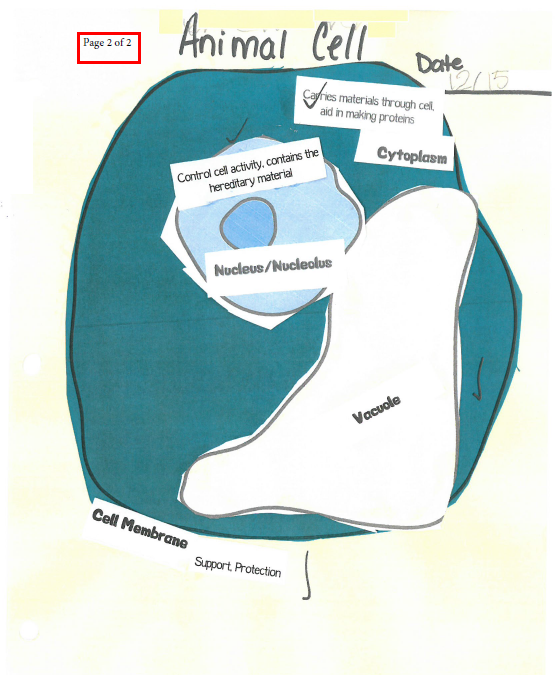 Page 2 of 2
Animal Cell
Date
12/15
Carries materials through cell,
aid in making proteins
Cytoplasm
Control cell activity, contains the
hereditary material
Nucleus/Nucleolus
Vacuole
Cell Membrane
Support, Protection